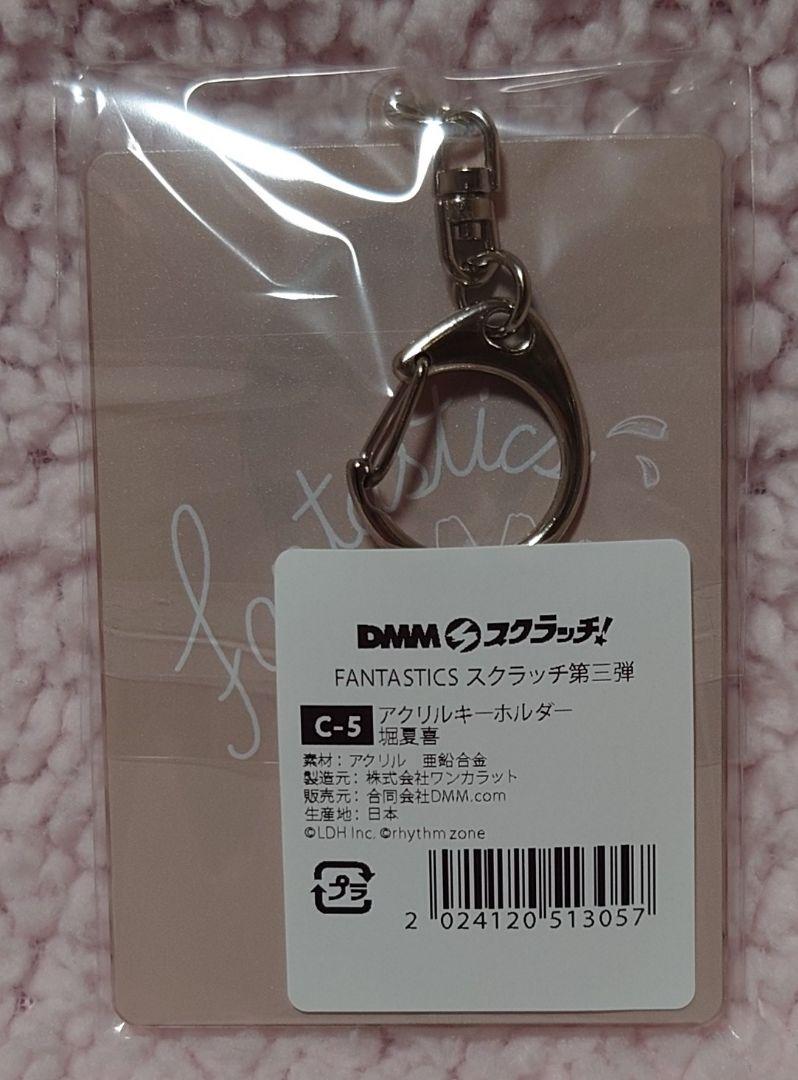 fantastics
DMM スクラッチ!
FANTASTICS スクラッチ第三弾
C-5 アクリルキーホルダー
堀夏喜
素材：アクリル　亜鉛合金
製造元：株式会社ワンカラット
販売元：合同会社DMM.com
生産地：日本
©LDH Inc. ©rhythm zone
プラ
2 024120 513057